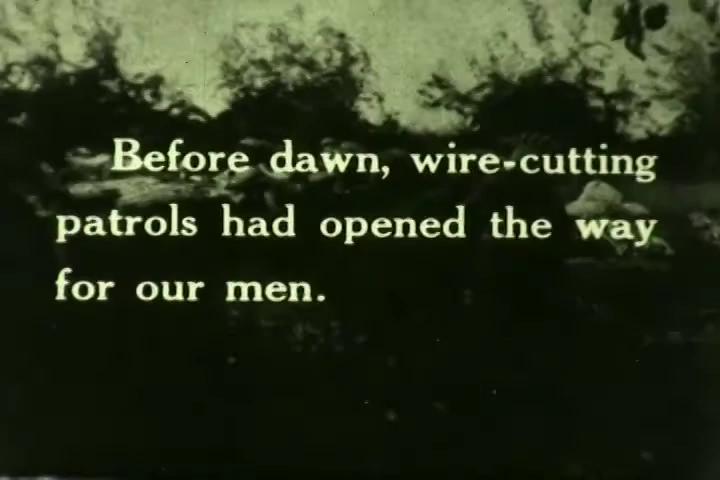 Before dawn, wire-cutting
patrols had opened the way
for our men.